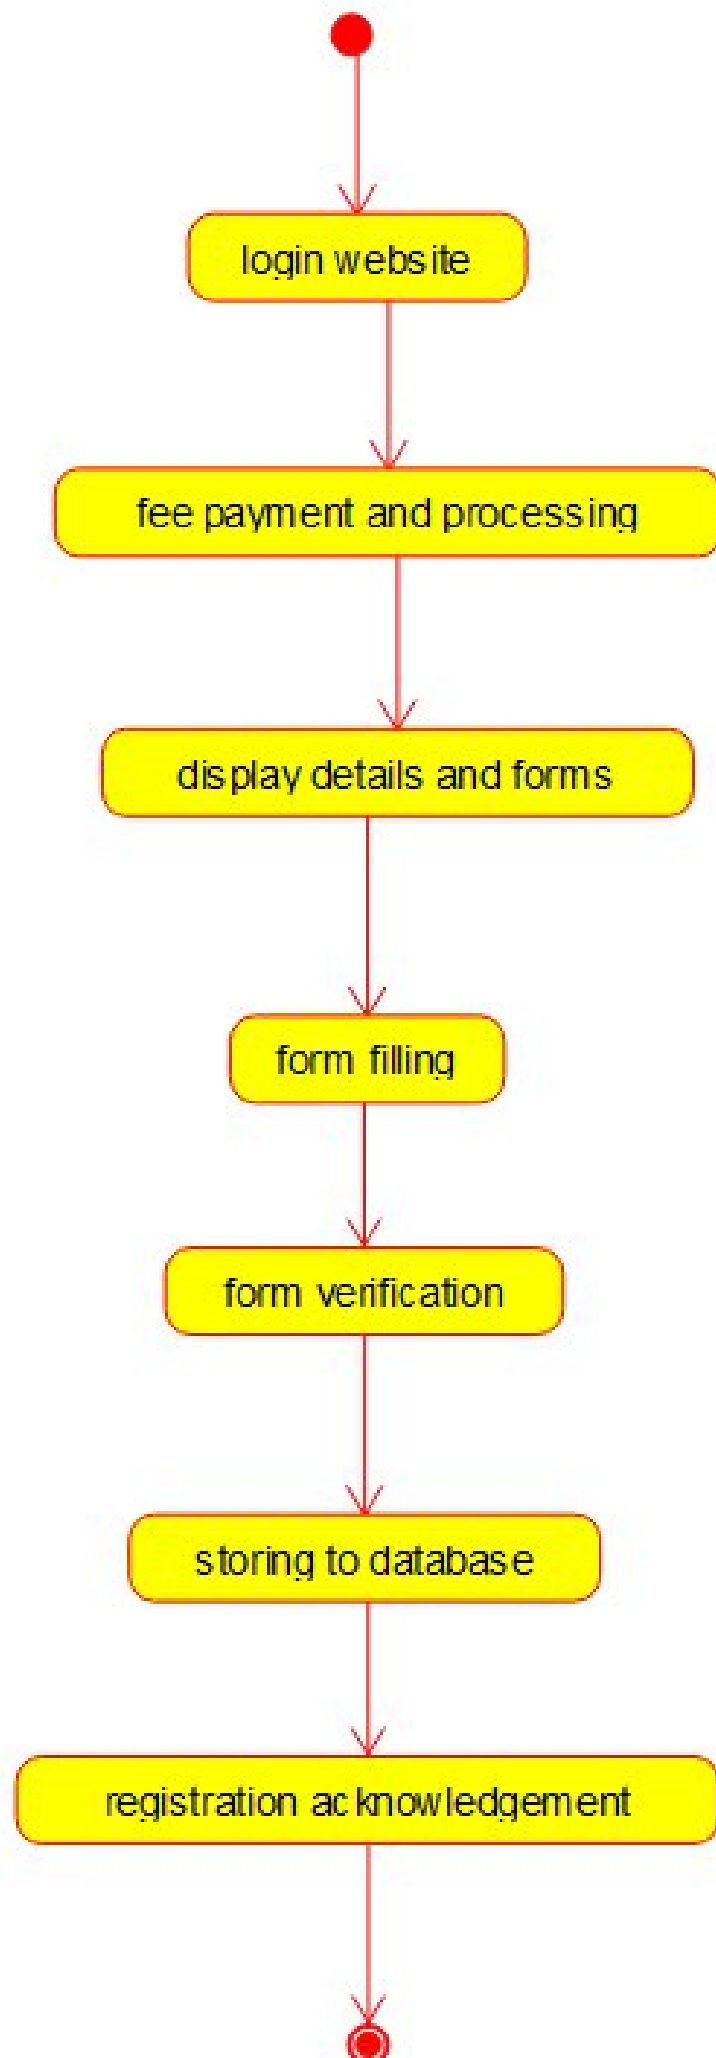 login website
fee payment and processing
display details and forms
form filling
form verification
storing to database
registration acknowledgement